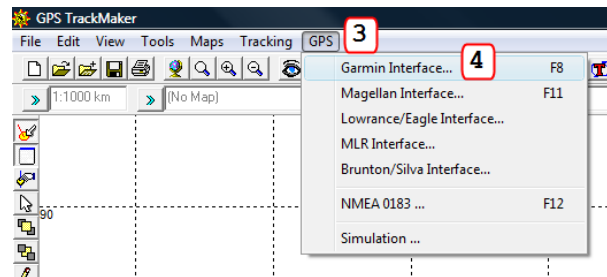 GPS TrackMaker
File Edit View Tools Maps Tracking GPS 3
Garmin Interface... 4 F8
1:1000 km (No Map) Magellan Interface... F11
Lowrance/Eagle Interface...
MLR Interface...
Brunton/Silva Interface...
NMEA 0183 ... F12
90
Simulation ...